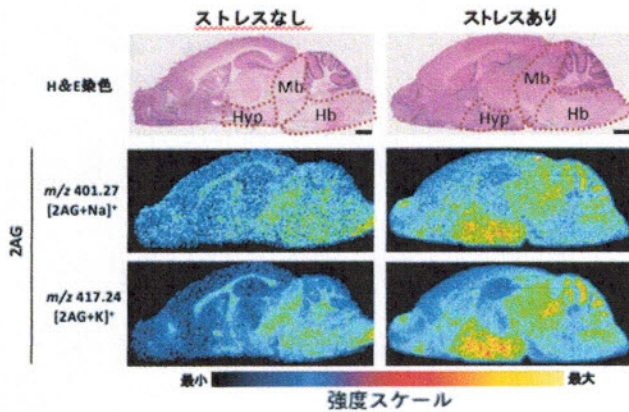 ストレスなし
ストレスあり
H&E染色
Mb
Hyp
Hb
Mb
Hyp
Hb
2AG
m/z 401.27
[2AG+Na]⁺
m/z 417.24
[2AG+K]⁺
最小
最大
強度スケール